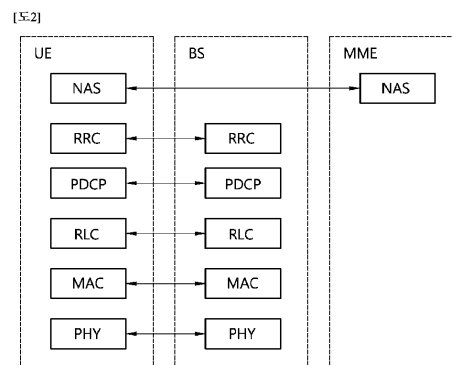 [도2]
UE BS MME
NAS NAS
RRC RRC
PDCP PDCP
RLC RLC
MAC MAC
PHY PHY